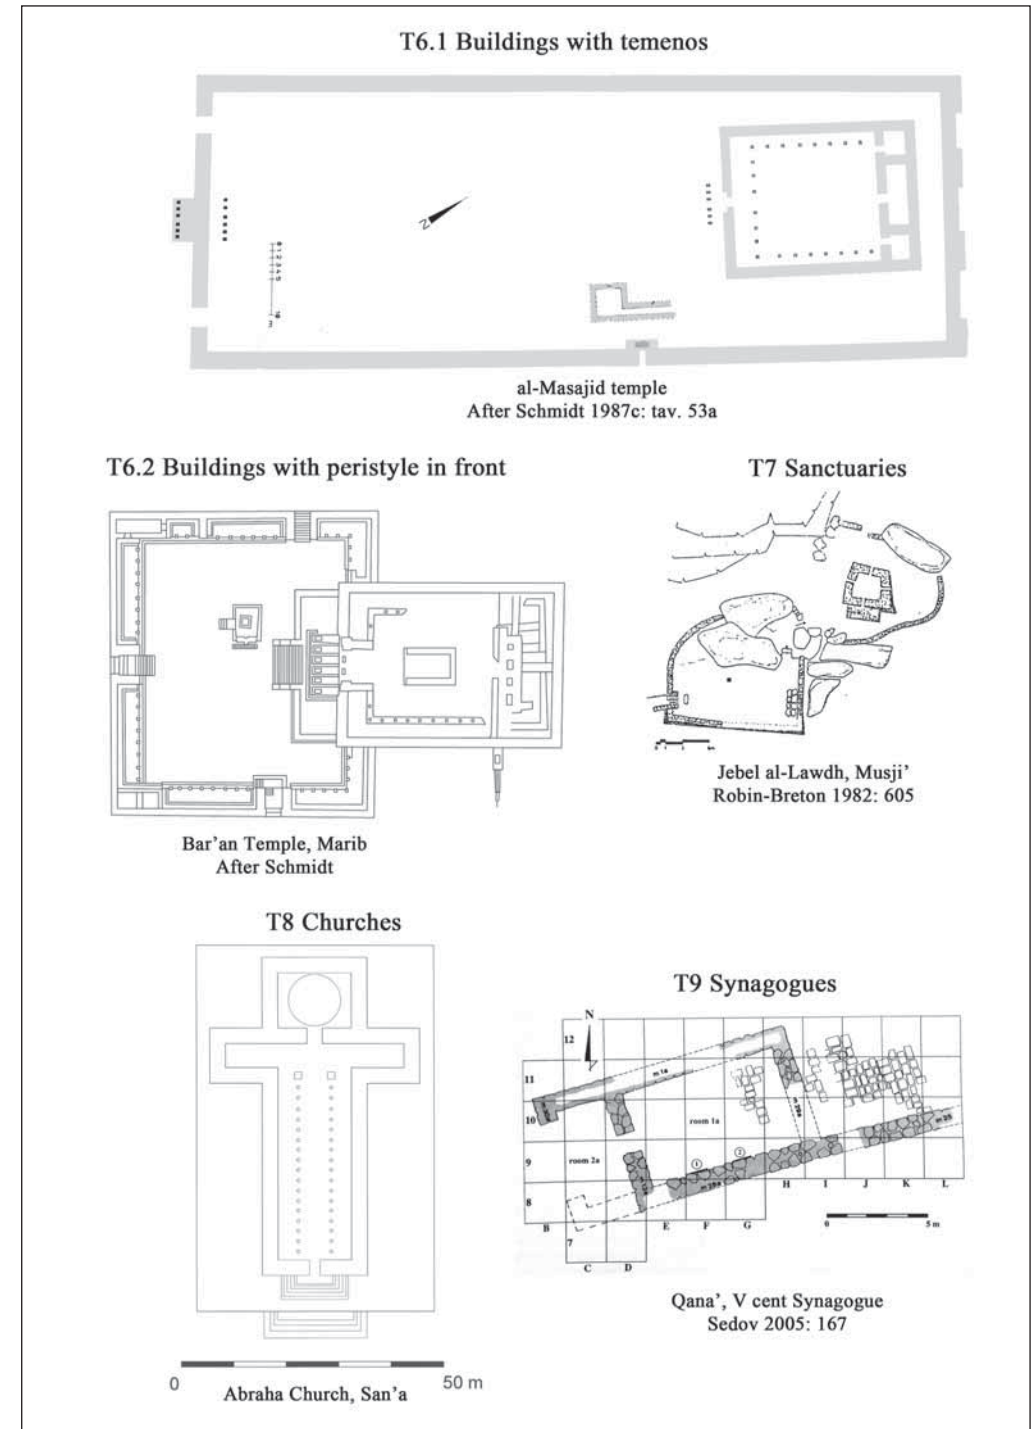 T6.1 Buildings with temenos
N
al-Masajid temple
After Schmidt 1987c: tav. 53a
T6.2 Buildings with peristyle in front
T7 Sanctuaries
Bar'an Temple, Marib
After Schmidt
Jebel al-Lawdh, Musji'
Robin-Breton 1982: 605
T8 Churches
0 50 m
Abraha Church, San'a
T9 Synagogues
N
12
11
m 1a
10
room 1a
9
room 2a
1
2
8
7
B
C
D
E
F
G
H
I
J
K
L
0 5 m
Qana', V cent Synagogue
Sedov 2005: 167